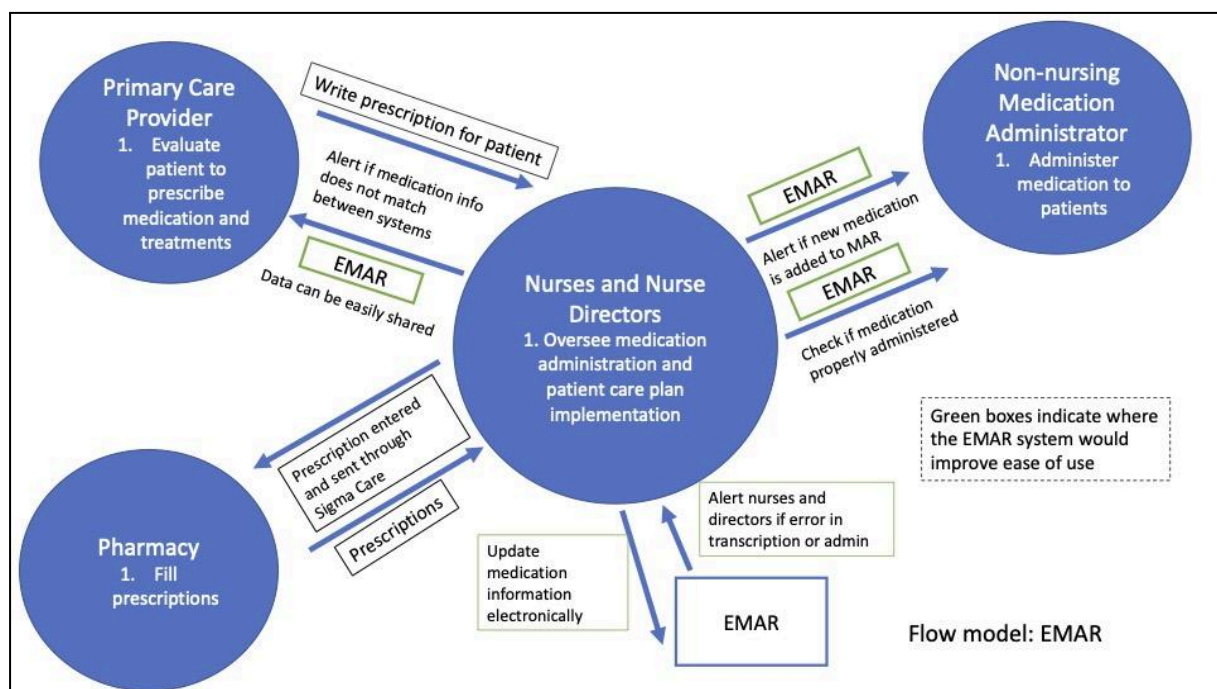 Primary Care
Provider
1. Evaluate
patient to
prescribe
medication and
treatments
Write prescription for patient
Alert if medication info
does not match
between systems
EMAR
Data can be easily shared
Nurses and Nurse
Directors
1. Oversee medication
administration and
patient care plan
implementation
EMAR
Alert if new medication
is added to MAR
EMAR
Check if medication
properly administered
Non-nursing
Medication
Administrator
1. Administer
medication to
patients
Green boxes indicate where
the EMAR system would
improve ease of use
Prescription entered
and sent through
Sigma Care
Prescriptions
Pharmacy
1. Fill
prescriptions
Update
medication
information
electronically
Alert nurses and
directors if error in
transcription or admin
EMAR
Flow model: EMAR